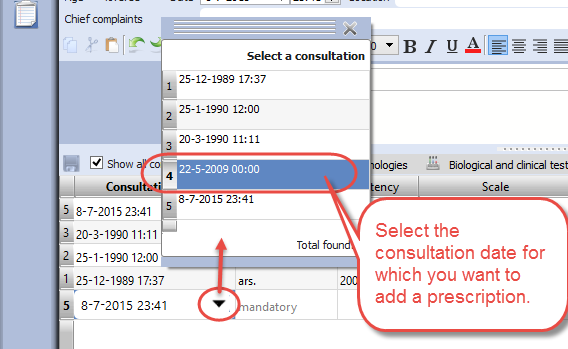 Chief complaints
B I U A
Select a consultation
1 25-12-1989 17:37
2 25-1-1990 12:00
3 20-3-1990 11:11
4 22-5-2009 00:00
5 8-7-2015 23:41
Total found
Show all co
Biological and clinical test
Consultati
Scale
5 8-7-2015 23:41
3 20-3-1990 11:11
2 25-1-1990 12:00
1 25-12-1989 17:37 ars. 200
5 8-7-2015 23:41 mandatory
Select the
consultation date for
which you want to
add a prescription.